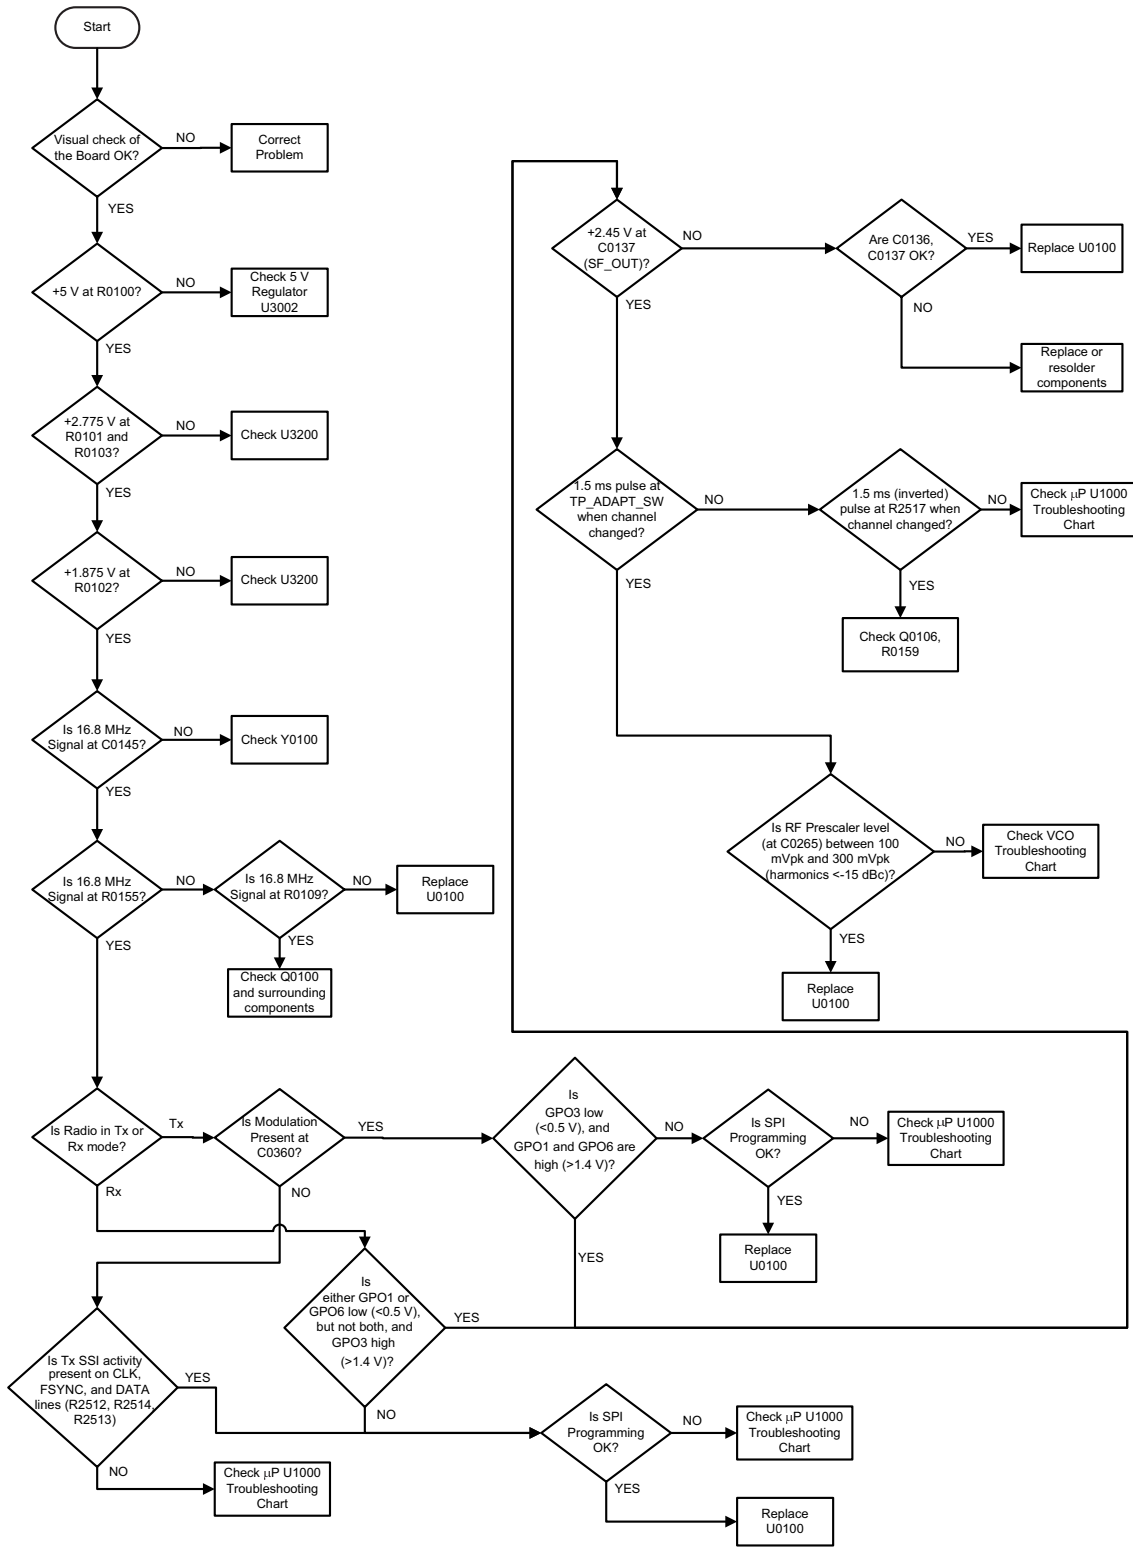 Start
Visual check of
the Board OK?
NO
Correct
Problem
YES
+5 V at R0100?
NO
Check 5 V
Regulator
U3002
YES
+2.775 V at
R0101 and
R0103?
NO
Check U3200
YES
+1.875 V at
R0102?
NO
Check U3200
YES
Is 16.8 MHz
Signal at C0145?
NO
Check Y0100
YES
Is 16.8 MHz
Signal at R0155?
NO
Is 16.8 MHz
Signal at R0109?
NO
Replace
U0100
YES
Check Q0100
and surrounding
components
YES
Is Radio in Tx or
Rx mode?
Tx
Is Modulation
Present at
C0360?
YES
Is
GPO3 low
(<0.5 V), and
GPO1 and GPO6 are
high (>1.4 V)?
NO
Is SPI
Programming
OK?
NO
Check µP U1000
Troubleshooting
Chart
YES
Replace
U0100
YES
Rx
NO
Is
either GPO1 or
GPO6 low (<0.5 V),
but not both, and
GPO3 high
(>1.4 V)?
YES
NO
Is Tx SSI activity
present on CLK,
FSYNC, and DATA
lines (R2512, R2514,
R2513)
YES
NO
Check µP U1000
Troubleshooting
Chart
Is SPI
Programming
OK?
NO
Check µP U1000
Troubleshooting
Chart
YES
Replace
U0100
+2.45 V at
C0137
(SF_OUT)?
NO
Are C0136,
C0137 OK?
YES
Replace U0100
NO
Replace or
resolder
components
YES
1.5 ms pulse at
TP_ADAPT_SW
when channel
changed?
NO
1.5 ms (inverted)
pulse at R2517 when
channel changed?
NO
Check µP U1000
Troubleshooting
Chart
YES
Check Q0106,
R0159
YES
Is RF Prescaler level
(at C0265) between 100
mVpk and 300 mVpk
(harmonics <-15 dBc)?
NO
Check VCO
Troubleshooting
Chart
YES
Replace
U0100